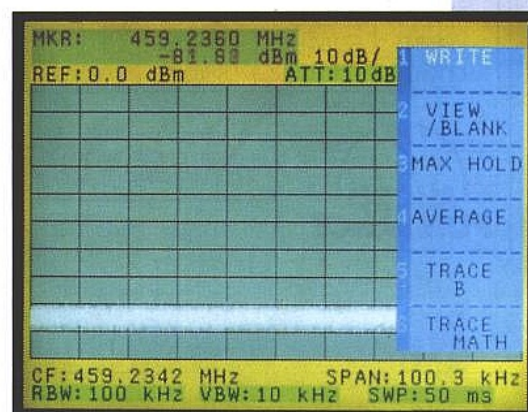 MKR: 459.2360 MHz
-81.83 dBm 10dB/
REF:0.0 dBm ATT:10dB
1 WRITE
2 VIEW
/BLANK
3 MAX HOLD
4 AVERAGE
5 TRACE
B
TRACE
MATH
CF:459.2342 MHz SPAN:100.3 kHz
RBW:100 kHz VBW:10 kHz SWP:50 ms